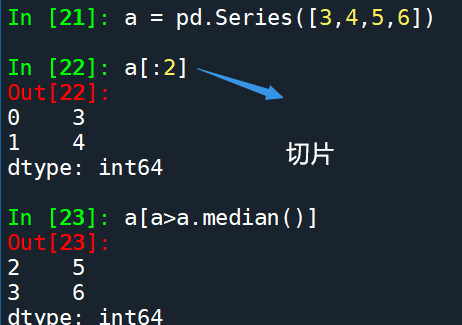 In [21]: a = pd.Series([3,4,5,6])
In [22]: a[:2]
Out[22]:
0    3
1    4
dtype: int64
切片
In [23]: a[a>a.median()]
Out[23]:
2    5
3    6
dtype: int64